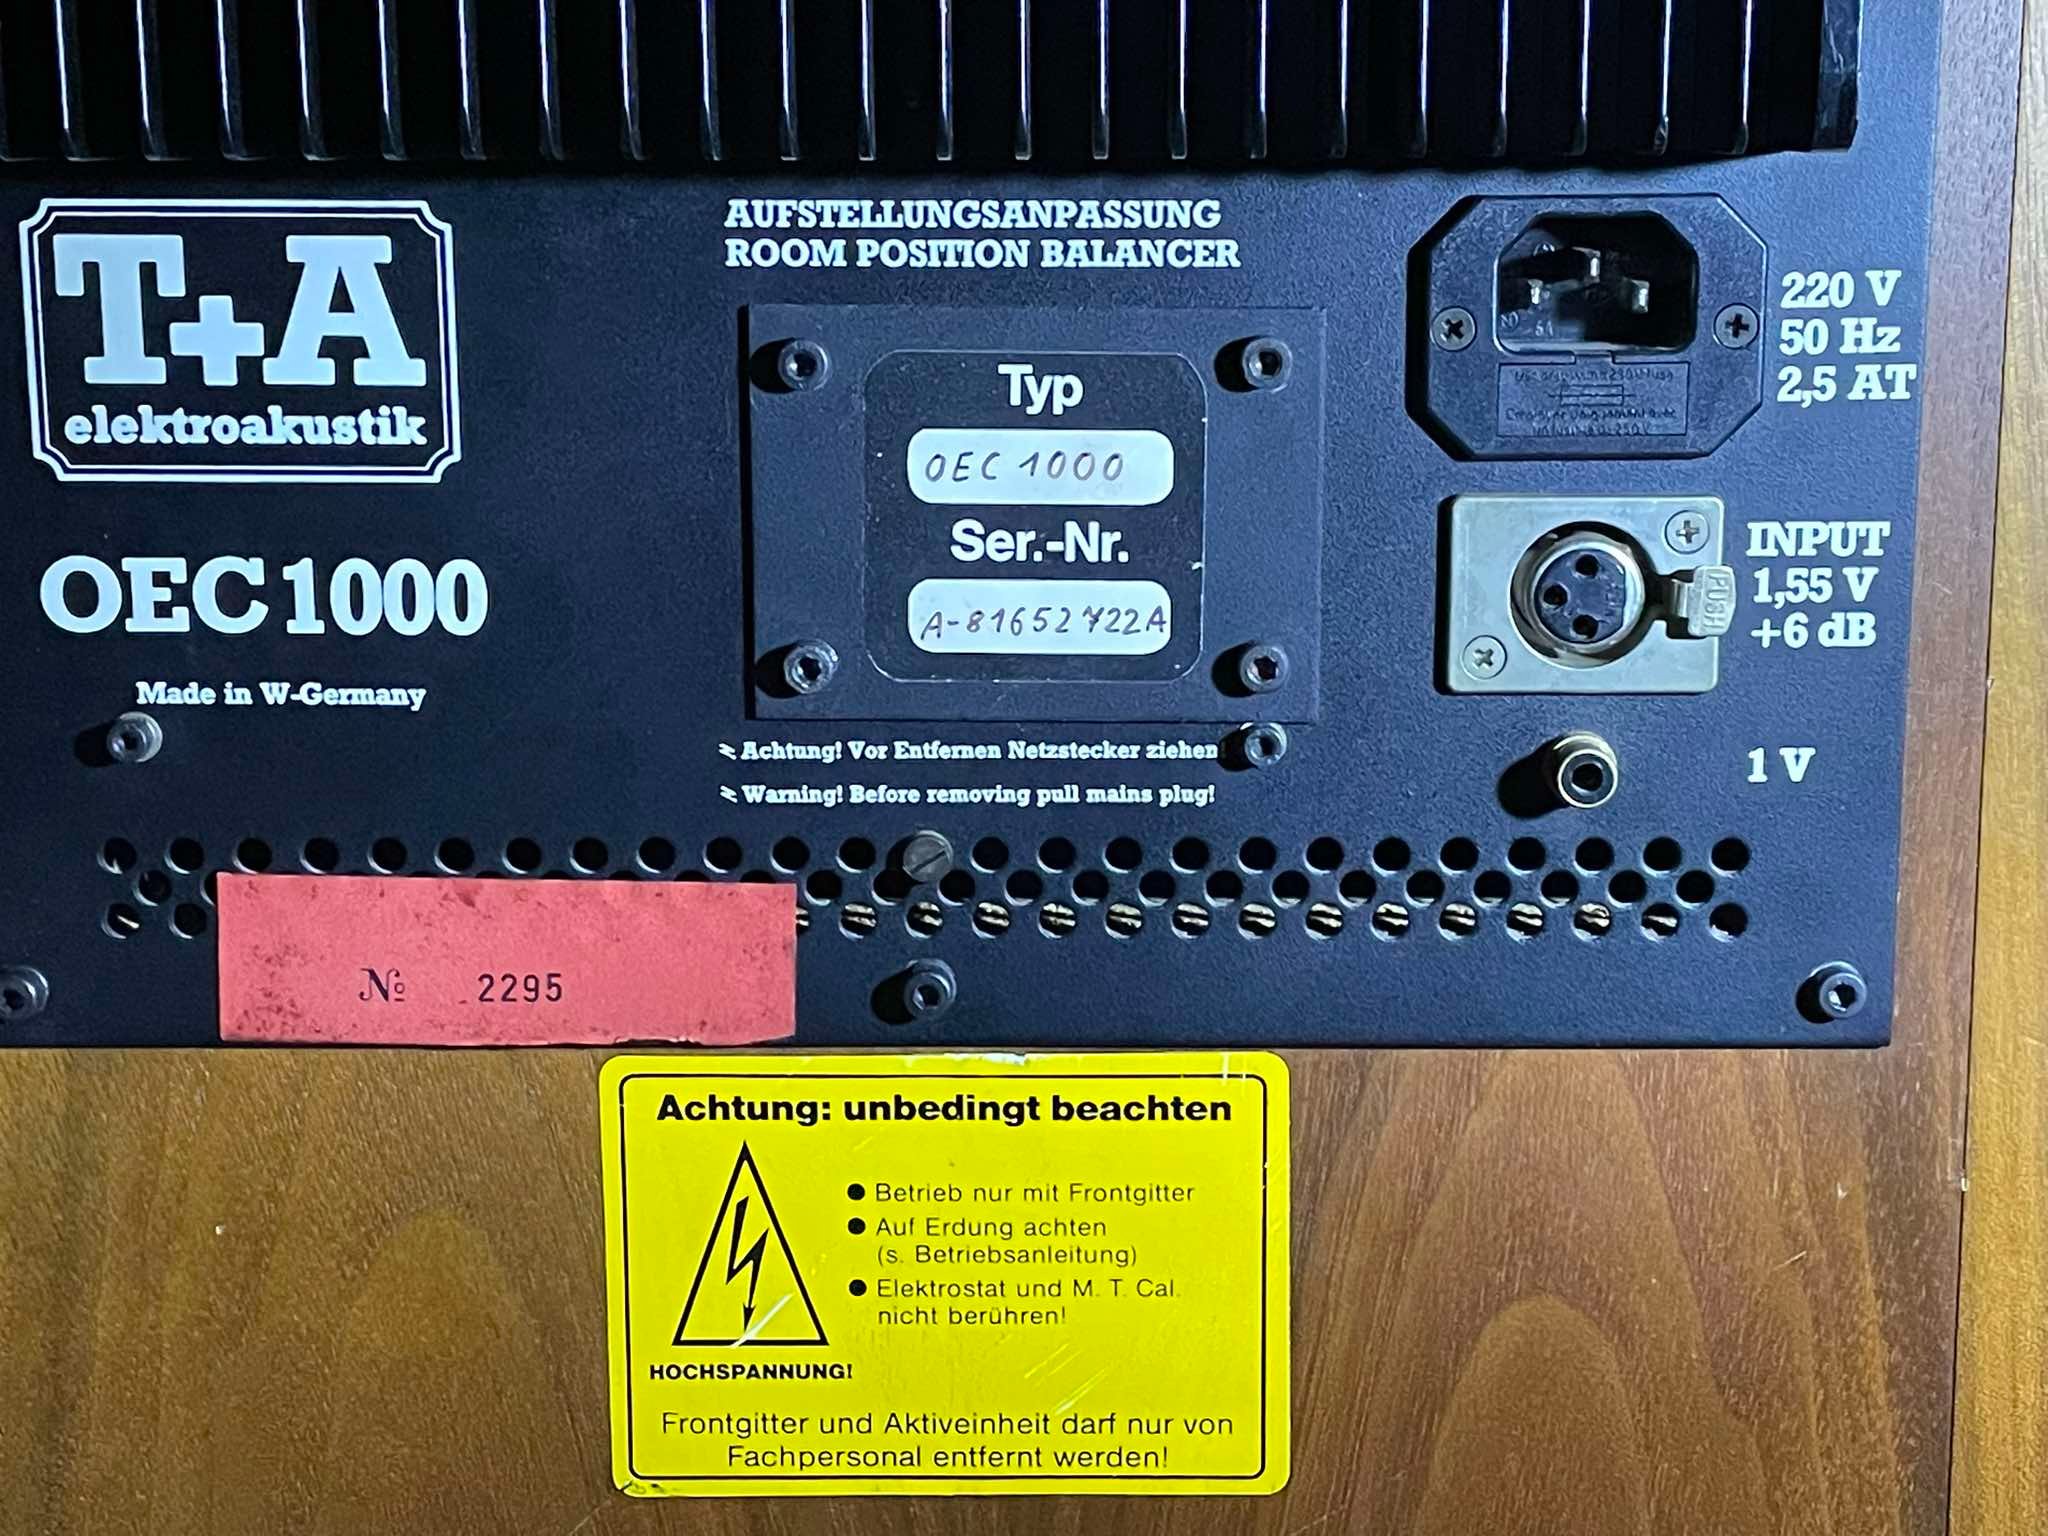 T+A
elektroakustik
OEC 1000
Made in W-Germany
AUFSTELLUNGSANPASSUNG
ROOM POSITION BALANCER
Typ
OEC 1000
Ser.-Nr.
A-81652722A
Achtung! Vor Entfernen Netzstecker ziehen
Warning! Before removing pull mains plug!
220 V
50 Hz
2,5 AT
INPUT
1,55 V
+6 dB
PUSH
1 V
№ 2295
Achtung: unbedingt beachten
● Betrieb nur mit Frontgitter
● Auf Erdung achten
(s. Betriebsanleitung)
● Elektrostat und M. T. Cal.
nicht berühren!
HOCHSPANNUNG!
Frontgitter und Aktiveinheit darf nur von
Fachpersonal entfernt werden!